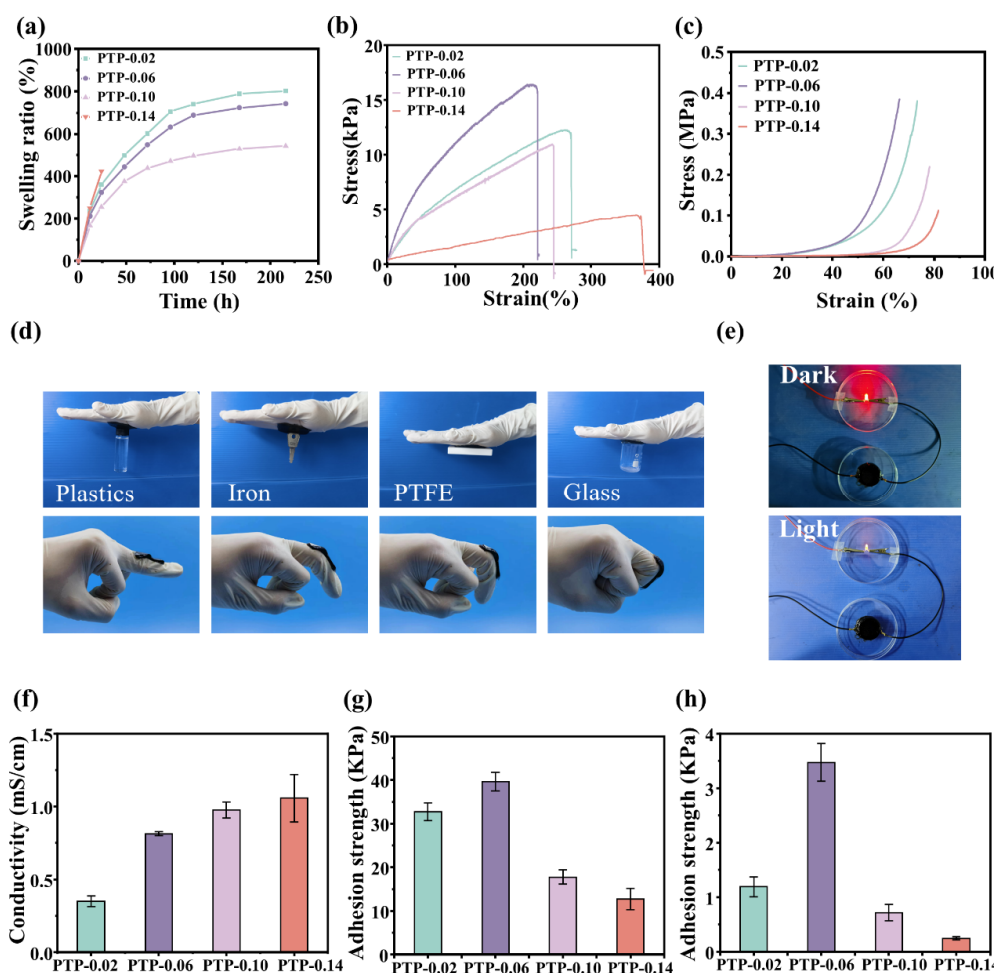 (a)
Swelling ratio (%)
1000
800
600
400
200
0
PTP-0.02
PTP-0.06
PTP-0.10
PTP-0.14
0 50 100 150 200 250
Time (h)
(b)
Stress(kPa)
20
15
10
5
0
PTP-0.02
PTP-0.06
PTP-0.10
PTP-0.14
0 100 200 300 400
Strain(%)
(c)
Stress (MPa)
0.5
0.4
0.3
0.2
0.1
0.0
PTP-0.02
PTP-0.06
PTP-0.10
PTP-0.14
0 20 40 60 80 100
Strain (%)
(d)
Plastics
Iron
PTFE
Glass
(e)
Dark
Light
(f)
Conductivity (mS/cm)
1.5
1.0
0.5
0.0
PTP-0.02 PTP-0.06 PTP-0.10 PTP-0.14
(g)
Adhesion strength (KPa)
50
40
30
20
10
0
PTP-0.02 PTP-0.06 PTP-0.10 PTP-0.14
(h)
Adhesion strength (KPa)
4
3
2
1
0
PTP-0.02 PTP-0.06 PTP-0.10 PTP-0.14